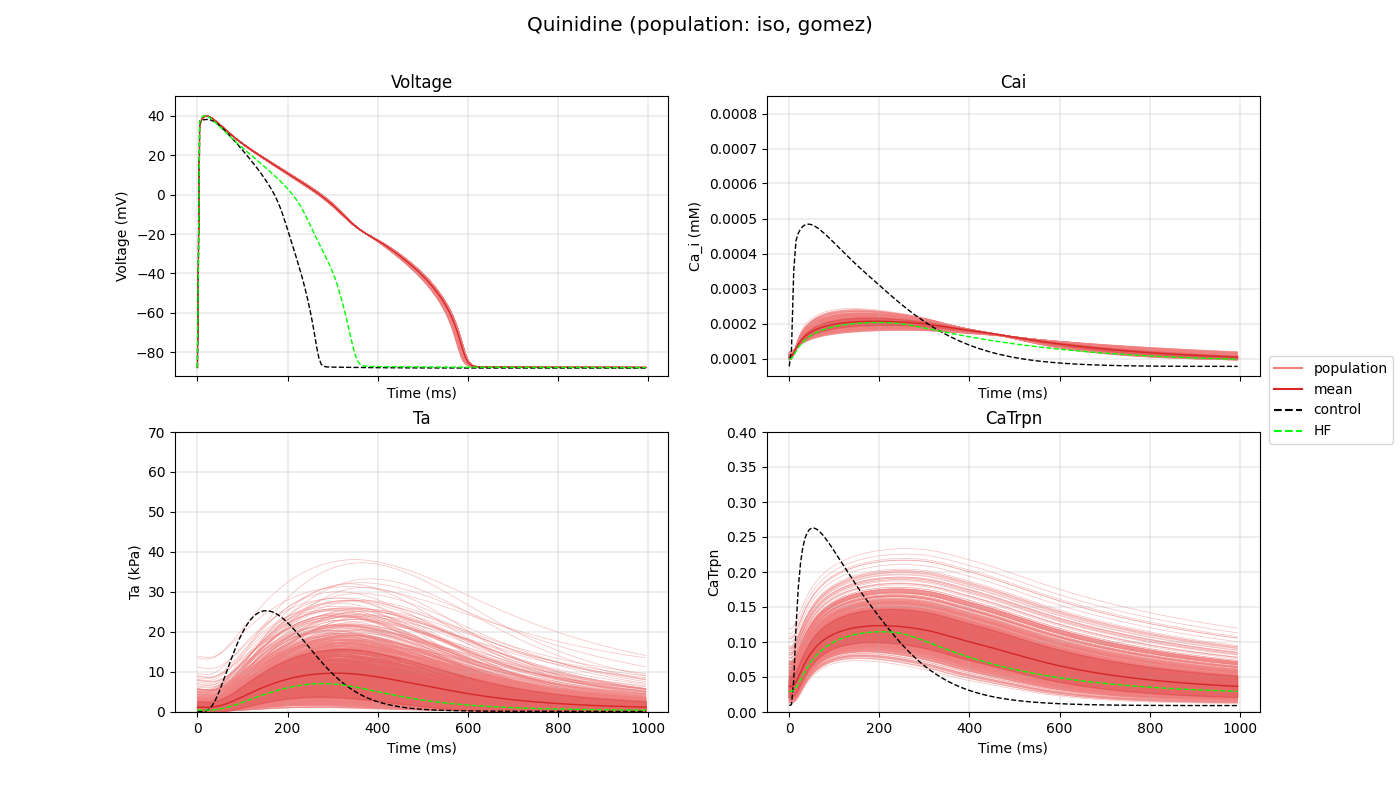 Quinidine (population: iso, gomez)
Voltage
Voltage (mV)
40
20
0
−20
−40
−60
−80
Time (ms)
Cai
Ca_i (mM)
0.0008
0.0007
0.0006
0.0005
0.0004
0.0003
0.0002
0.0001
Time (ms)
population
mean
control
HF
Ta
Ta (kPa)
70
60
50
40
30
20
10
0
0 200 400 600 800 1000
Time (ms)
CaTrpn
CaTrpn
0.40
0.35
0.30
0.25
0.20
0.15
0.10
0.05
0.00
0 200 400 600 800 1000
Time (ms)